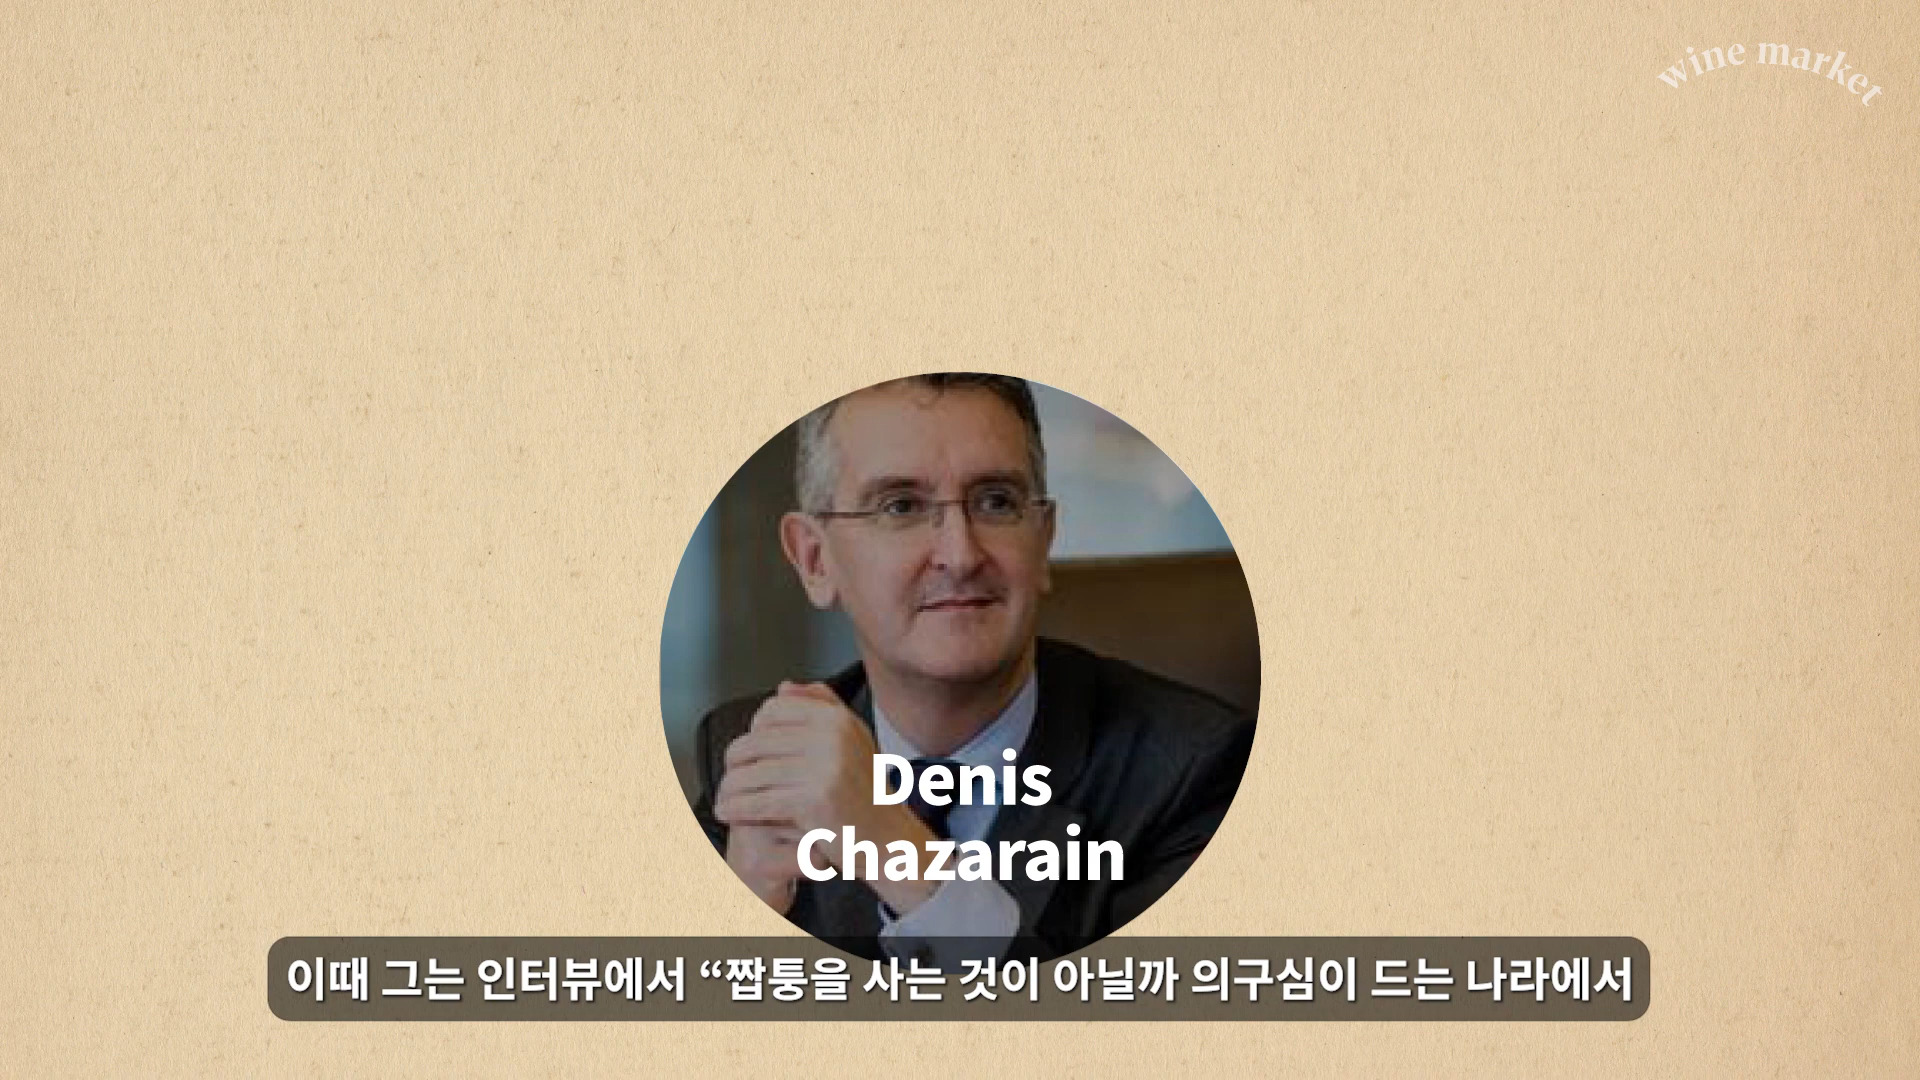 wine market
Denis
Chazarain
이때 그는 인터뷰에서 “짭퉁을 사는 것이 아닐까 의구심이 드는 나라에서